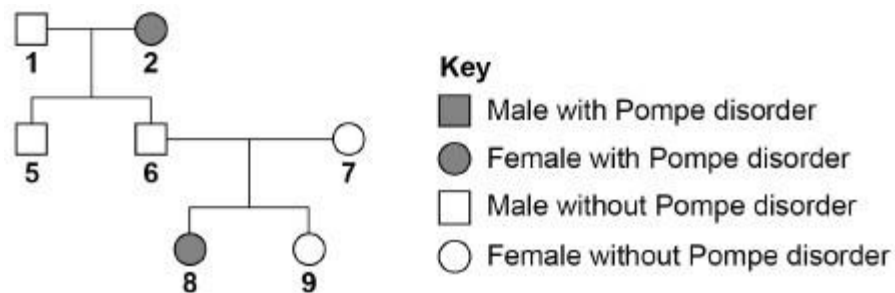 1 2
5 6 7
8 9
Key
Male with Pompe disorder
Female with Pompe disorder
Male without Pompe disorder
Female without Pompe disorder